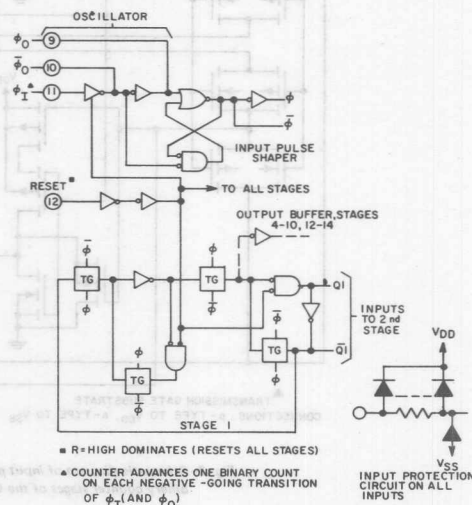 OSCILLATOR
ϕO 9
ϕ̅O 10
ϕI▲ 11
ϕ
ϕ̅
INPUT PULSE
SHAPER
TO ALL STAGES
RESET■
12
OUTPUT BUFFER, STAGES
4-10, 12-14
ϕ̅
TG
ϕ
ϕ
TG
ϕ̅
ϕ
TG
ϕ̅
ϕ̅
TG
ϕ
Q1
Q̅1
INPUTS
TO 2nd
STAGE
STAGE 1
VDD
VSS
INPUT PROTECTION
CIRCUIT ON ALL
INPUTS
■ R=HIGH DOMINATES (RESETS ALL STAGES)
▲ COUNTER ADVANCES ONE BINARY COUNT
ON EACH NEGATIVE-GOING TRANSITION
OF ϕI (AND ϕO)